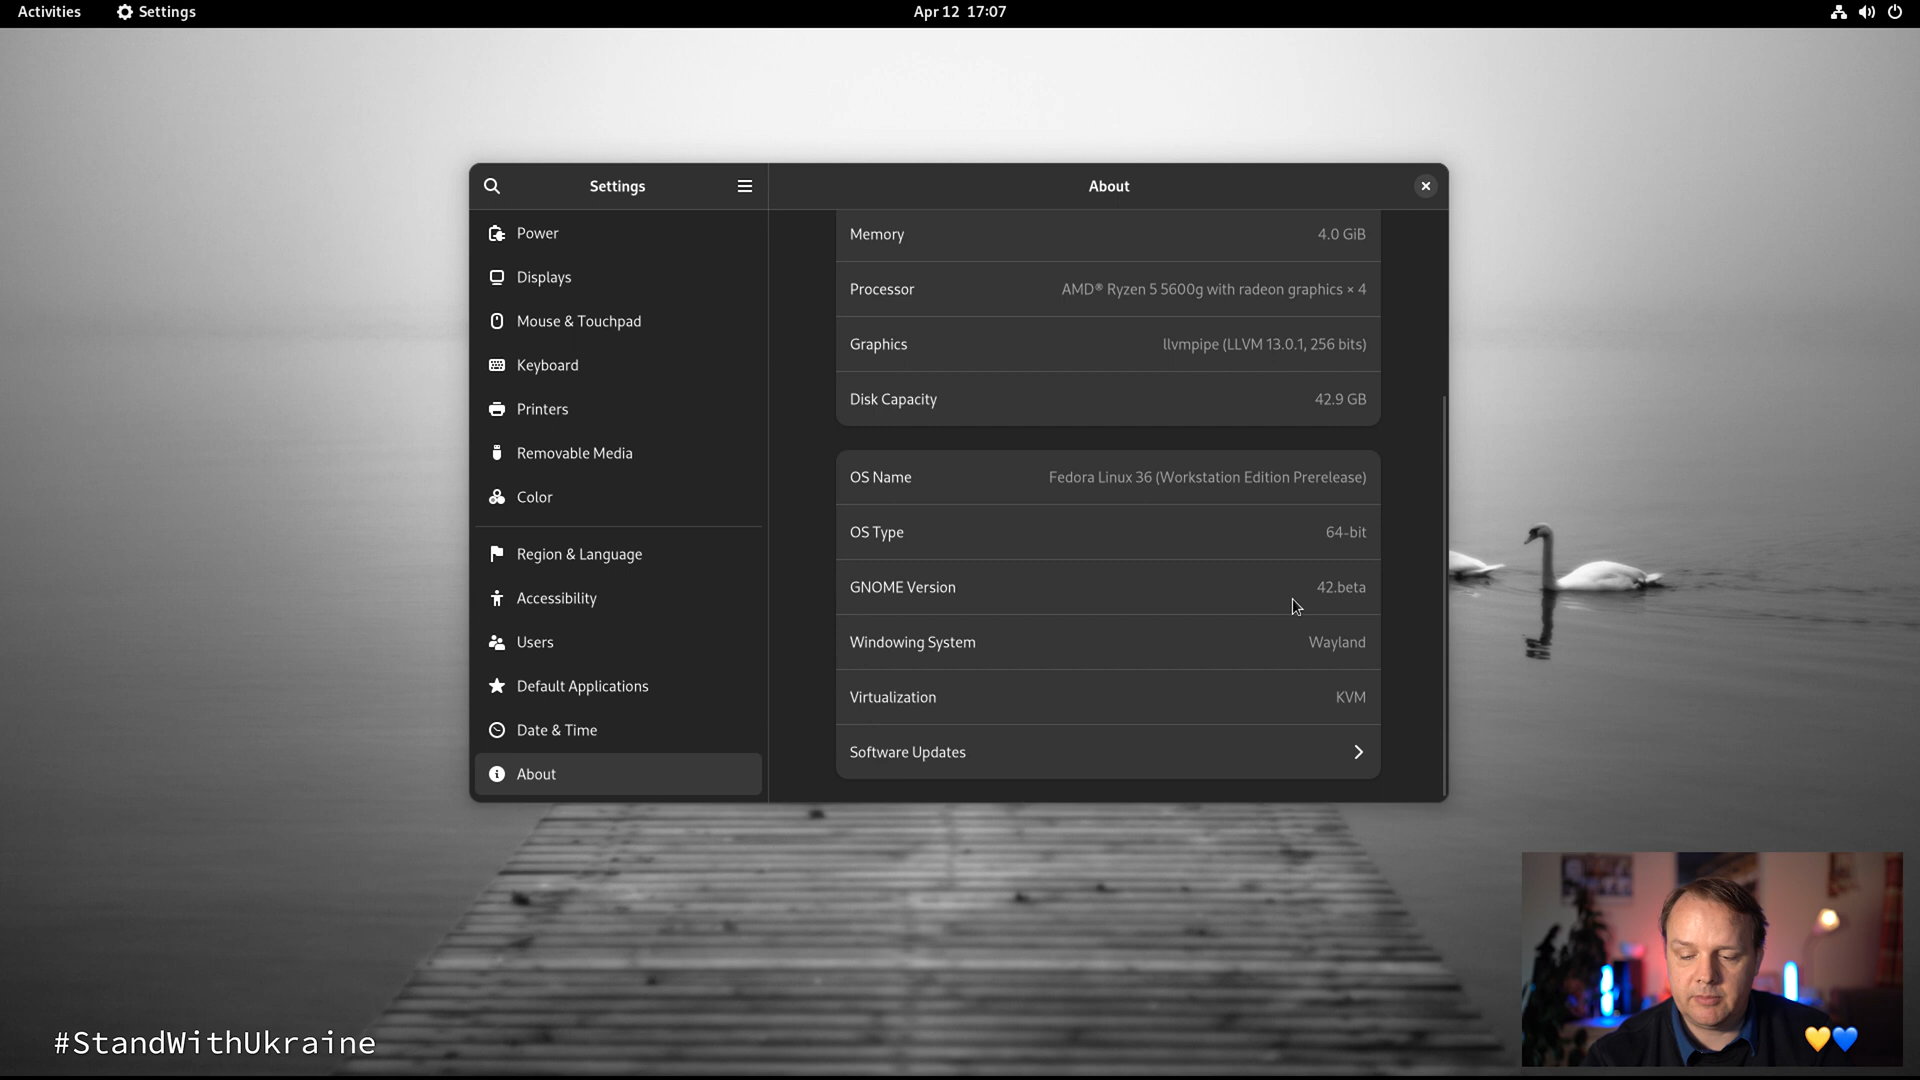 Activities
Settings
Apr 12 17:07
Settings
About
Power
Displays
Mouse & Touchpad
Keyboard
Printers
Removable Media
Color
Region & Language
Accessibility
Users
Default Applications
Date & Time
About
Memory 4.0 GiB
Processor AMD® Ryzen 5 5600g with radeon graphics × 4
Graphics llvmpipe (LLVM 13.0.1, 256 bits)
Disk Capacity 42.9 GB
OS Name Fedora Linux 36 (Workstation Edition Prerelease)
OS Type 64-bit
GNOME Version 42.beta
Windowing System Wayland
Virtualization KVM
Software Updates
#StandWithUkraine